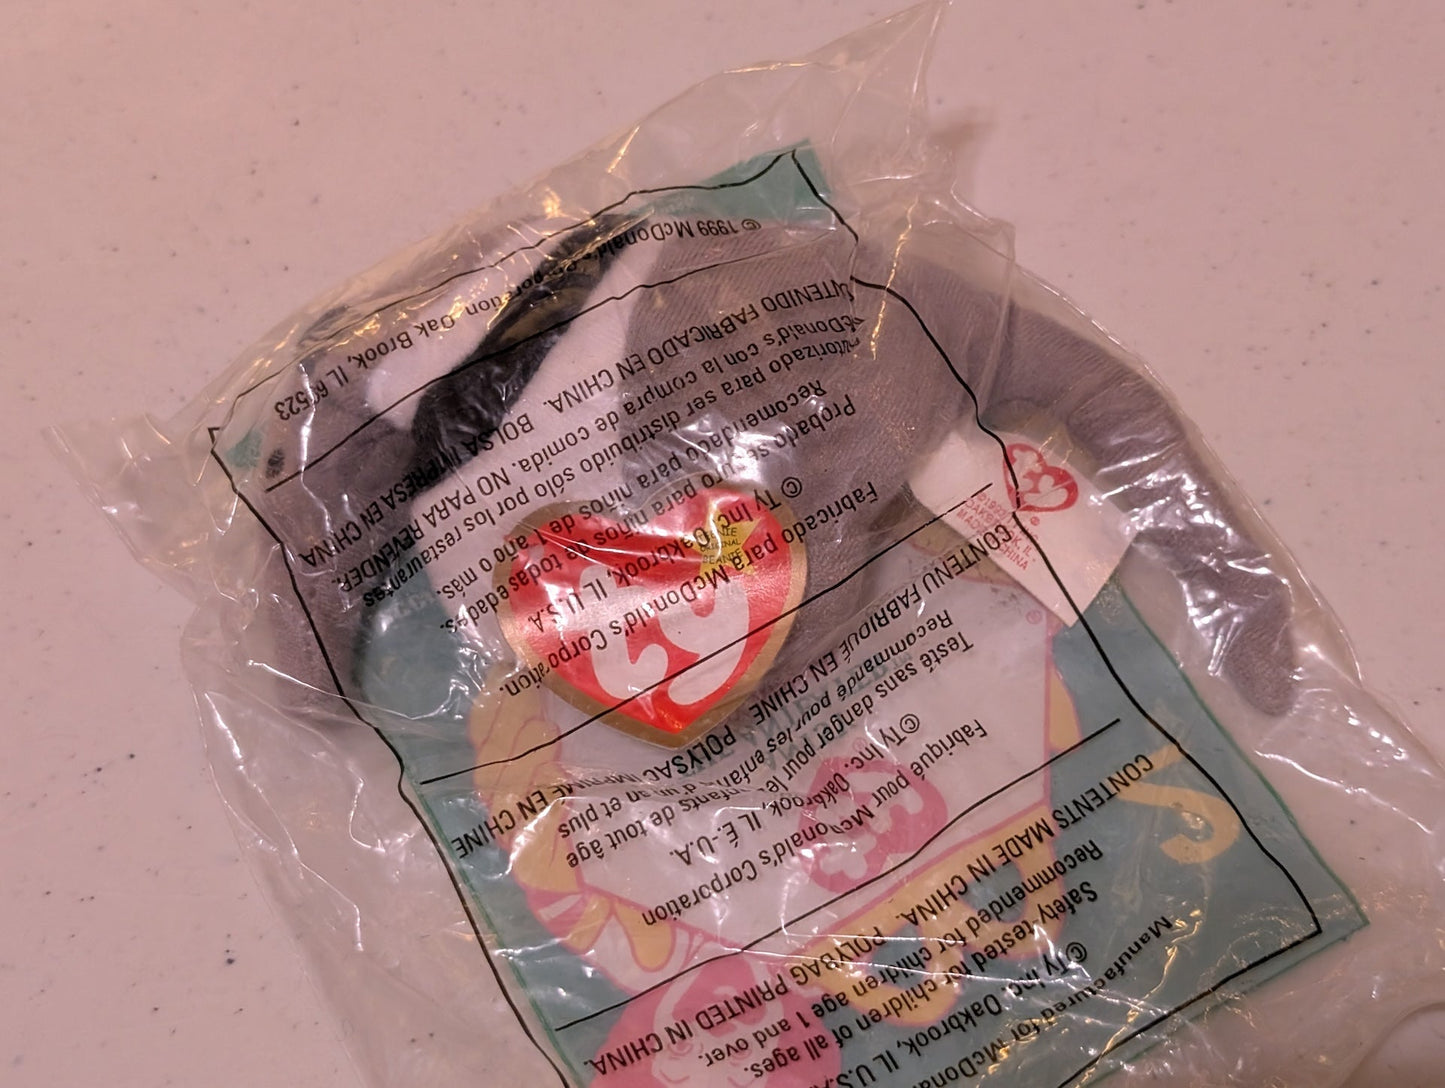 Manufactured for McDonald's
©Ty Inc. Oakbrook, IL U.S.A.
Safety-tested for children of all ages.
Recommended for children age 1 and over.
CONTENTS MADE IN CHINA. POLYBAG PRINTED IN CHINA.
Fabriqué pour McDonald's Corporation
©Ty Inc. Oakbrook, IL É.-U.A.
Testé sans danger pour les enfants de tout âge
Recommandé pour les enfants d'un an et plus
CONTENU FABRIQUÉ EN CHINE POLYSAC IMPRIMÉ EN CHINE
Fabricado para McDonald's Corporation.
©Ty Inc. Oakbrook, IL U.S.A
Probado seguro para niños de todas edades.
Recomendado para niños de 1 ano o más.
Autorizado para ser distribuido sólo por los restaurantes
McDonald's con la compra de comida. NO PARA REVENDER.
FABRICADO EN CHINA. BOLSA IMPRESA EN CHINA
© 1999 McDonald's Oak Brook, IL 60523
ty
BEANIE
ORIGINAL
BEANIE
ty
OAKBROOK, IL
MADE IN
CHINA